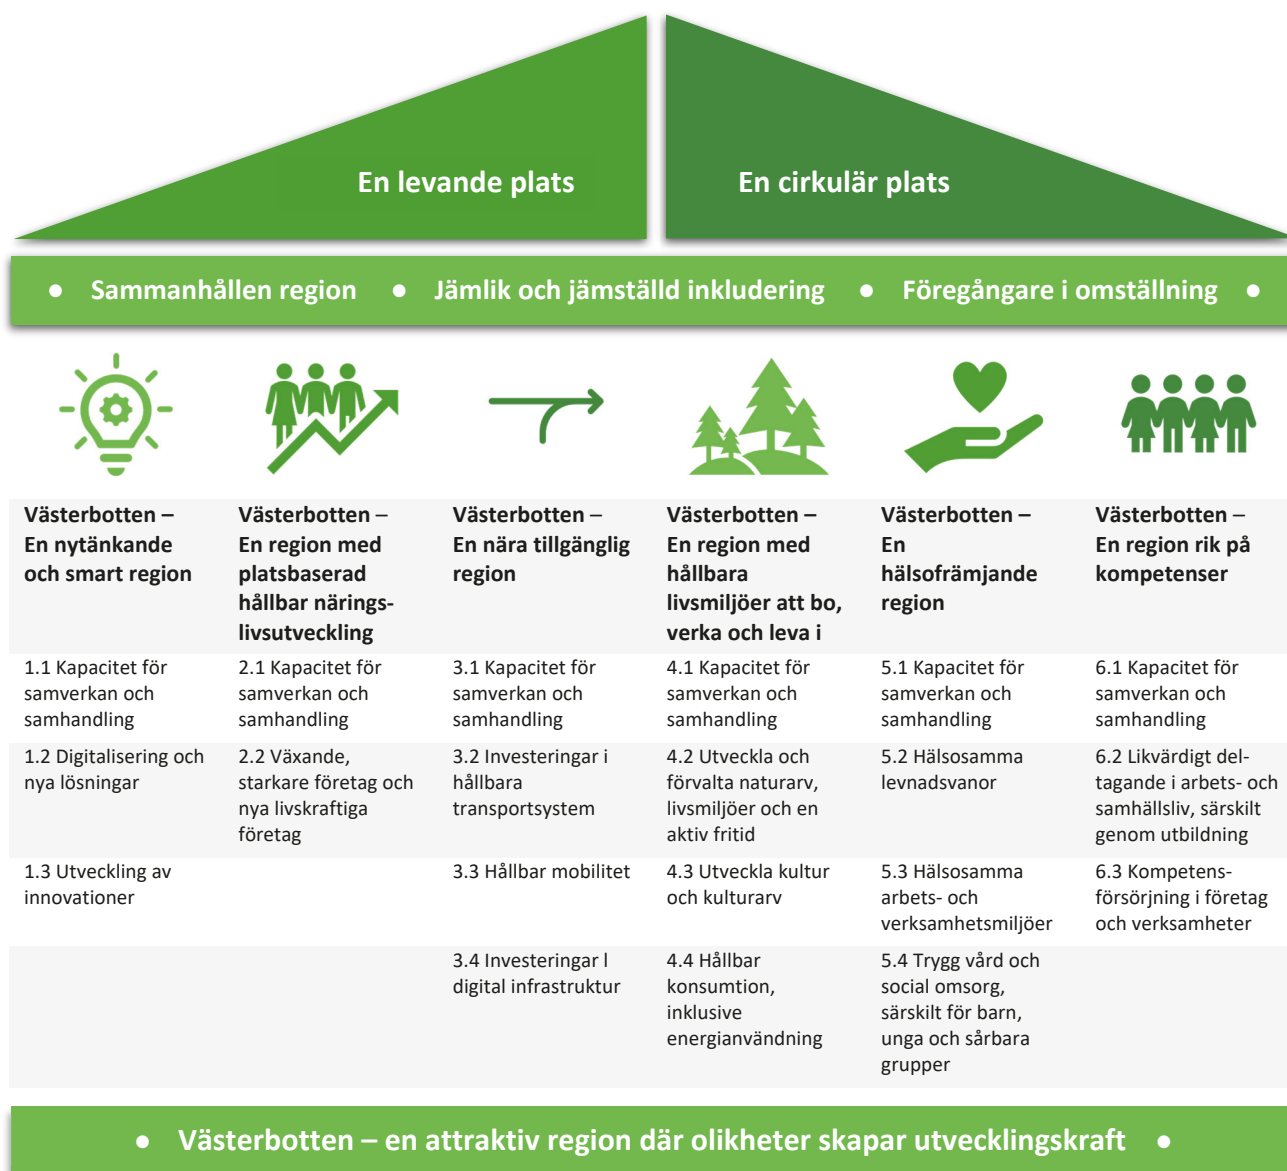 En levande plats
En cirkulär plats
● Sammanhållen region ● Jämlik och jämställd inkludering ● Föregångare i omställning ●
Västerbotten –
En nytänkande
och smart region
Västerbotten –
En region med
platsbaserad
hållbar närings-
livsutveckling
Västerbotten –
En nära tillgänglig
region
Västerbotten –
En region med
hållbara
livsmiljöer att bo,
verka och leva i
Västerbotten –
En
hälsofrämjande
region
Västerbotten –
En region rik på
kompetenser
1.1 Kapacitet för
samverkan och
samhandling
2.1 Kapacitet för
samverkan och
samhandling
3.1 Kapacitet för
samverkan och
samhandling
4.1 Kapacitet för
samverkan och
samhandling
5.1 Kapacitet för
samverkan och
samhandling
6.1 Kapacitet för
samverkan och
samhandling
1.2 Digitalisering och
nya lösningar
2.2 Växande,
starkare företag och
nya livskraftiga
företag
3.2 Investeringar i
hållbara
transportsystem
4.2 Utveckla och
förvalta naturarv,
livsmiljöer och en
aktiv fritid
5.2 Hälsosamma
levnadsvanor
6.2 Likvärdigt del-
tagande i arbets- och
samhällsliv, särskilt
genom utbildning
1.3 Utveckling av
innovationer
3.3 Hållbar mobilitet
4.3 Utveckla kultur
och kulturarv
5.3 Hälsosamma
arbets- och
verksamhetsmiljöer
6.3 Kompetens-
försörjning i företag
och verksamheter
3.4 Investeringar l
digital infrastruktur
4.4 Hållbar
konsumtion,
inklusive
energianvändning
5.4 Trygg vård och
social omsorg,
särskilt för barn,
unga och sårbara
grupper
● Västerbotten – en attraktiv region där olikheter skapar utvecklingskraft ●